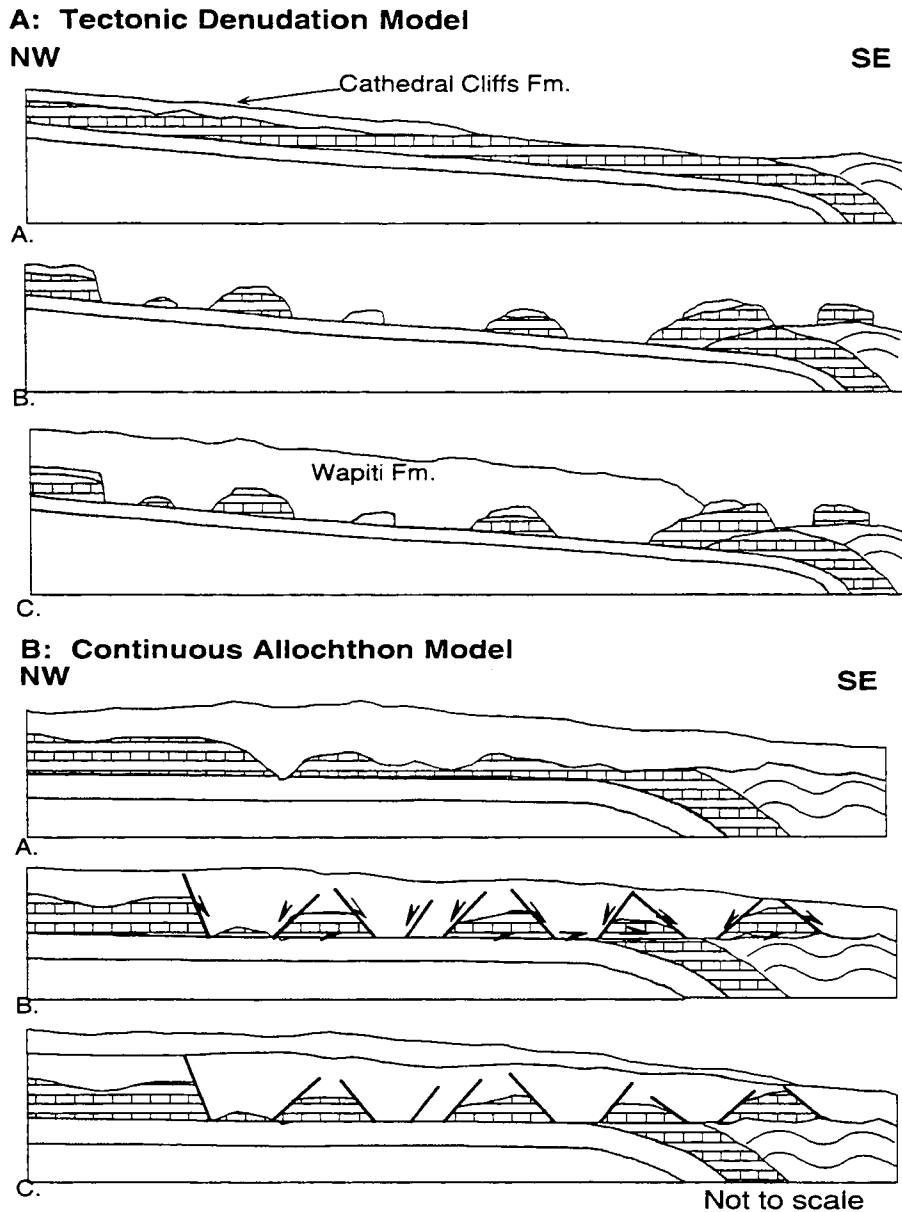 A: Tectonic Denudation Model
NW SE
Cathedral Cliffs Fm.
A.
B.
Wapiti Fm.
C.
B: Continuous Allochthon Model
NW SE
A.
B.
C.
Not to scale